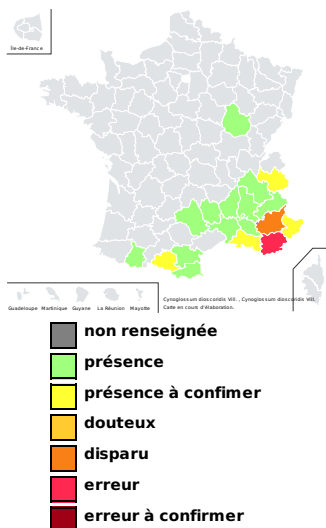 Île-de-France
Guadeloupe Martinique Guyane La Réunion Mayotte
Cynoglossum dioscoridis Vill. , Cynoglossum dioscoridis Vill.
Carte en cours d'élaboration.
non renseignée
présence
présence à confimer
douteux
disparu
erreur
erreur à confirmer